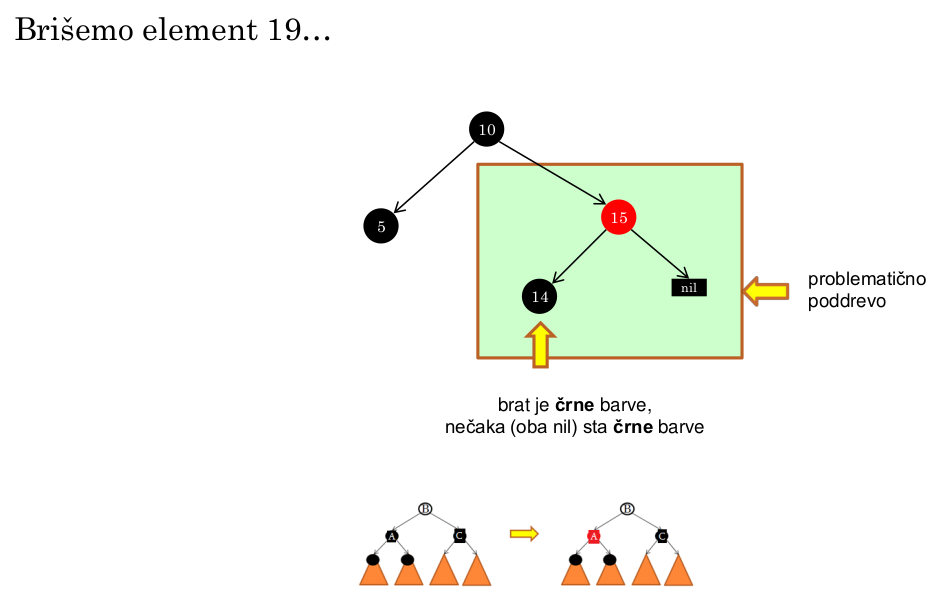 Brišemo element 19...
10
5
15
14
nil
problematično
poddrevo
brat je črne barve,
nečaka (oba nil) sta črne barve
B
B
A
C
A
C